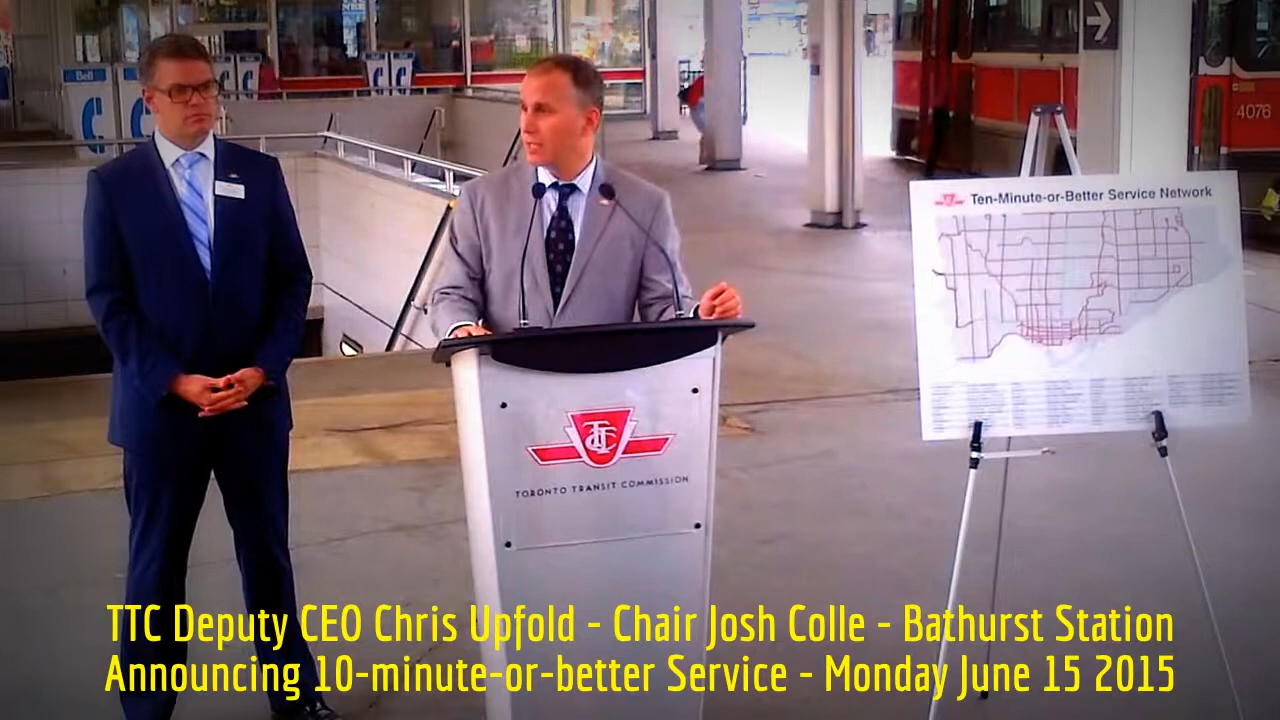 Bell
4076
Ten-Minute-or-Better Service Network
TTC
TORONTO TRANSIT COMMISSION
TTC Deputy CEO Chris Upfold - Chair Josh Colle - Bathurst Station
Announcing 10-minute-or-better Service - Monday June 15 2015